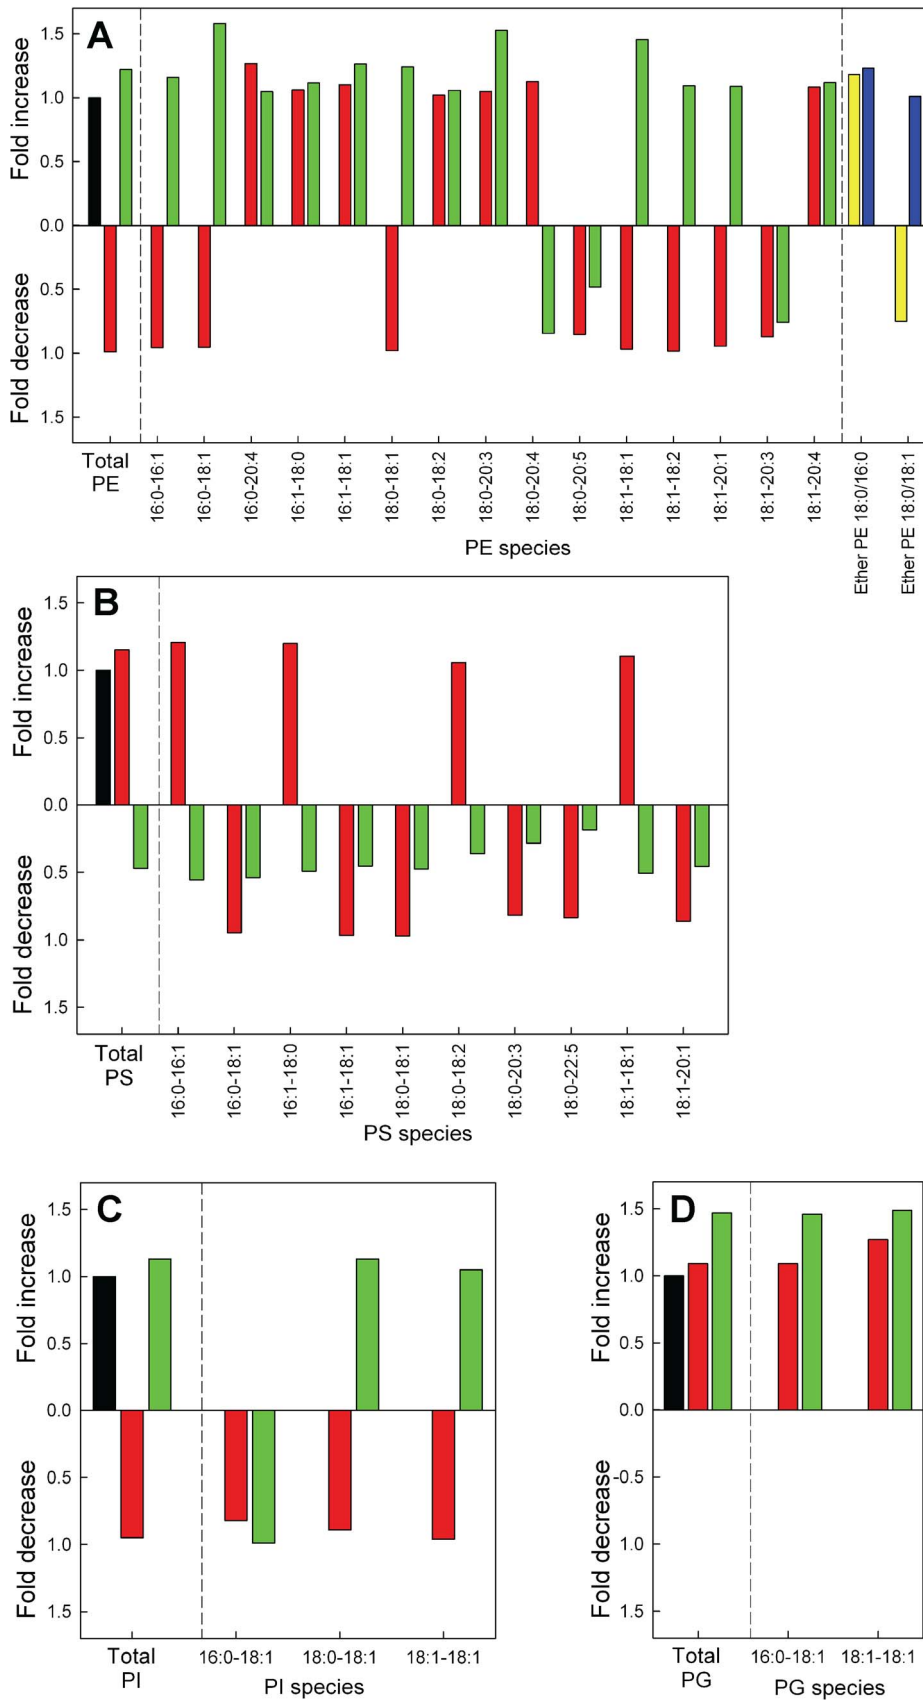 A
Fold increase
Fold decrease
1.5
1.0
0.5
0.0
0.5
1.0
1.5
Total
PE
16:0-16:1
16:0-18:1
16:0-20:4
16:1-18:0
16:1-18:1
18:0-18:1
18:0-18:2
18:0-20:3
18:0-20:4
18:0-20:5
18:1-18:1
18:1-18:2
18:1-20:1
18:1-20:3
18:1-20:4
Ether PE 18:0/16:0
Ether PE 18:0/18:1
PE species
B
Fold increase
Fold decrease
1.5
1.0
0.5
0.0
0.5
1.0
1.5
Total
PS
16:0-16:1
16:0-18:1
16:1-18:0
16:1-18:1
18:0-18:1
18:0-18:2
18:0-20:3
18:0-22:5
18:1-18:1
18:1-20:1
PS species
C
Fold increase
Fold decrease
1.5
1.0
0.5
0.0
0.5
1.0
1.5
Total
PI
16:0-18:1
18:0-18:1
18:1-18:1
PI species
D
Fold increase
Fold decrease
1.5
1.0
0.5
0.0
-0.5
1.0
1.5
Total
PG
16:0-18:1
18:1-18:1
PG species